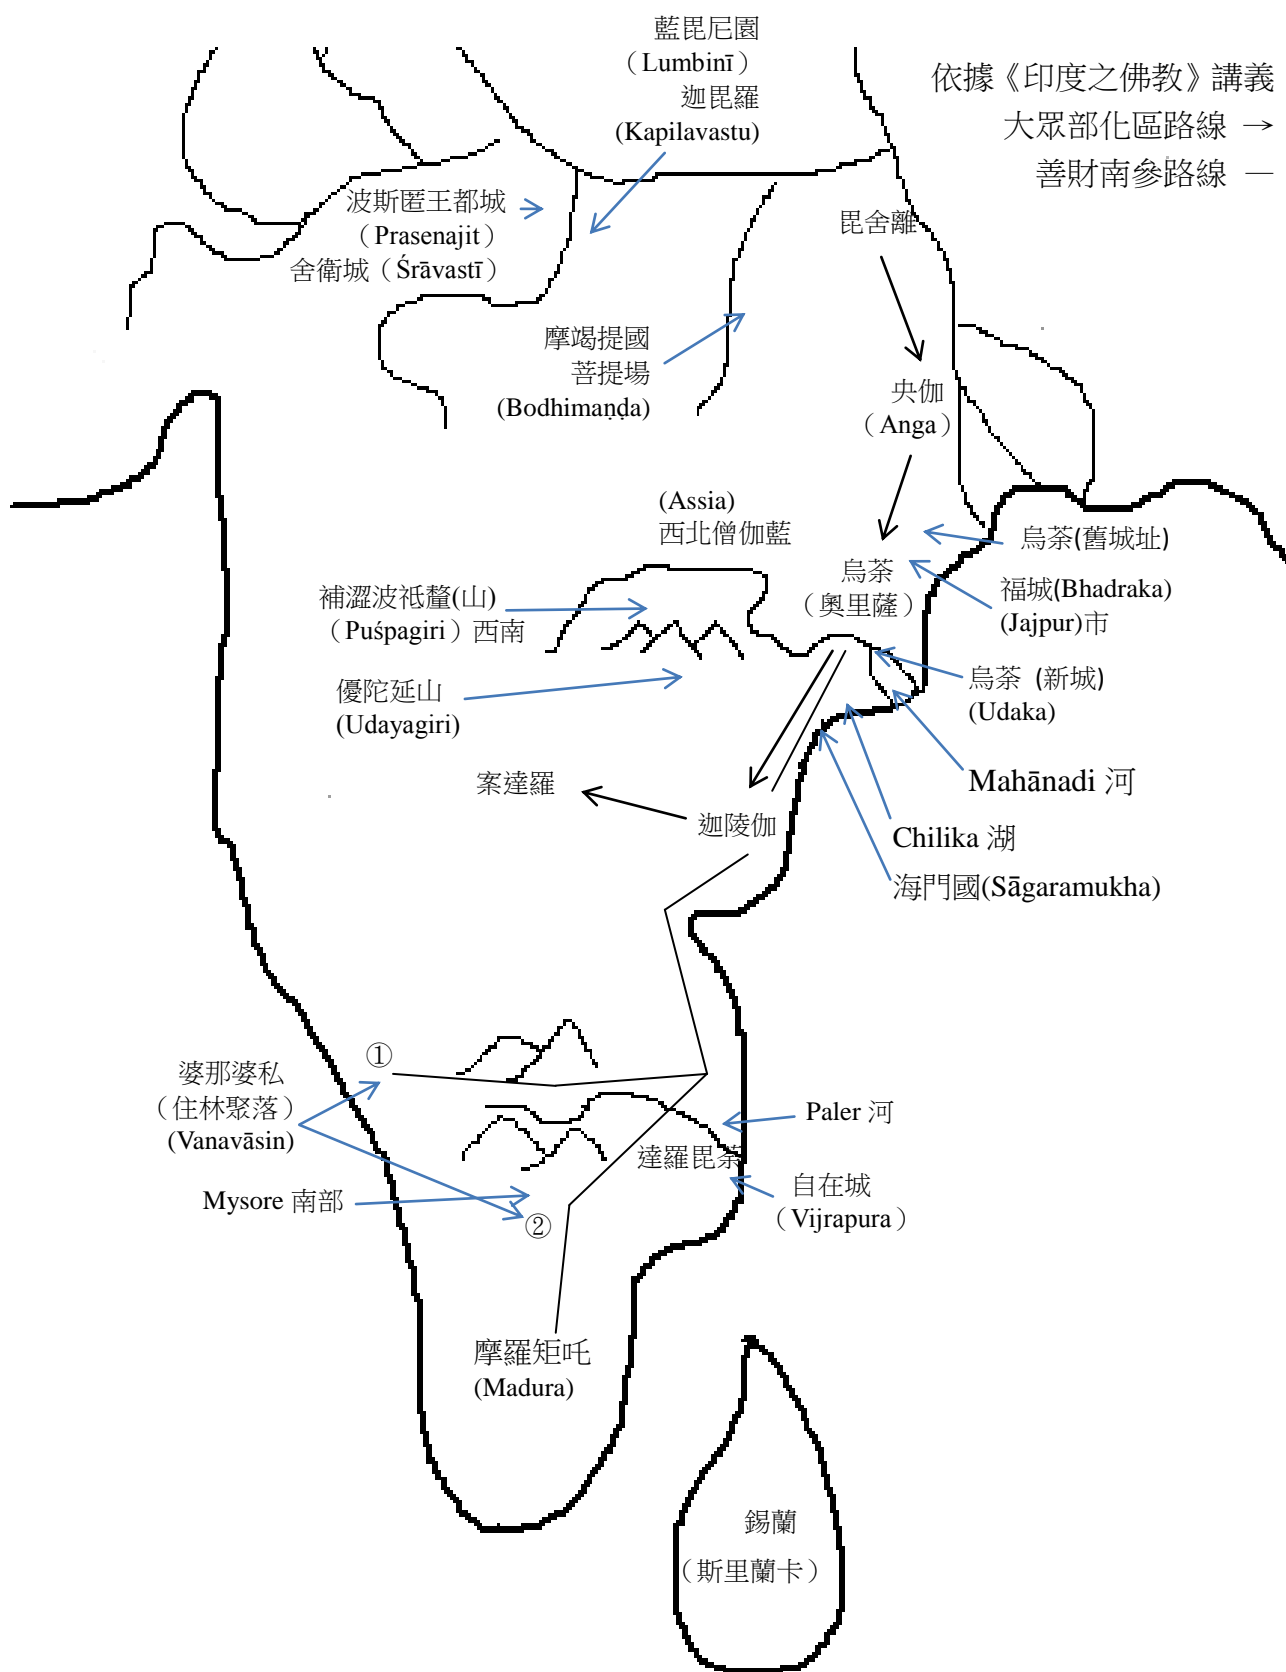 藍毘尼園
（Lumbinī）
迦毘羅
(Kapilavastu)
依據《印度之佛教》講義
大眾部化區路線 →
善財南參路線 —
波斯匿王都城
（Prasenajit）
舍衛城（Śrāvastī）
毘舍離
摩竭提國
菩提場
(Bodhimaṇḍa)
央伽
（Anga）
(Assia)
西北僧伽藍
烏荼(舊城址)
烏荼
（奧里薩）
福城(Bhadraka)
(Jajpur)市
補澀波祗釐(山)
（Puśpagiri）西南
優陀延山
(Udayagiri)
烏荼 (新城)
(Udaka)
Mahānadi 河
案達羅
迦陵伽
Chilika 湖
海門國(Sāgaramukha)
①
婆那婆私
（住林聚落）
(Vanavāsin)
Paler 河
達羅毘荼
自在城
（Vijrapura）
Mysore 南部
②
摩羅矩吒
(Madura)
錫蘭
（斯里蘭卡）